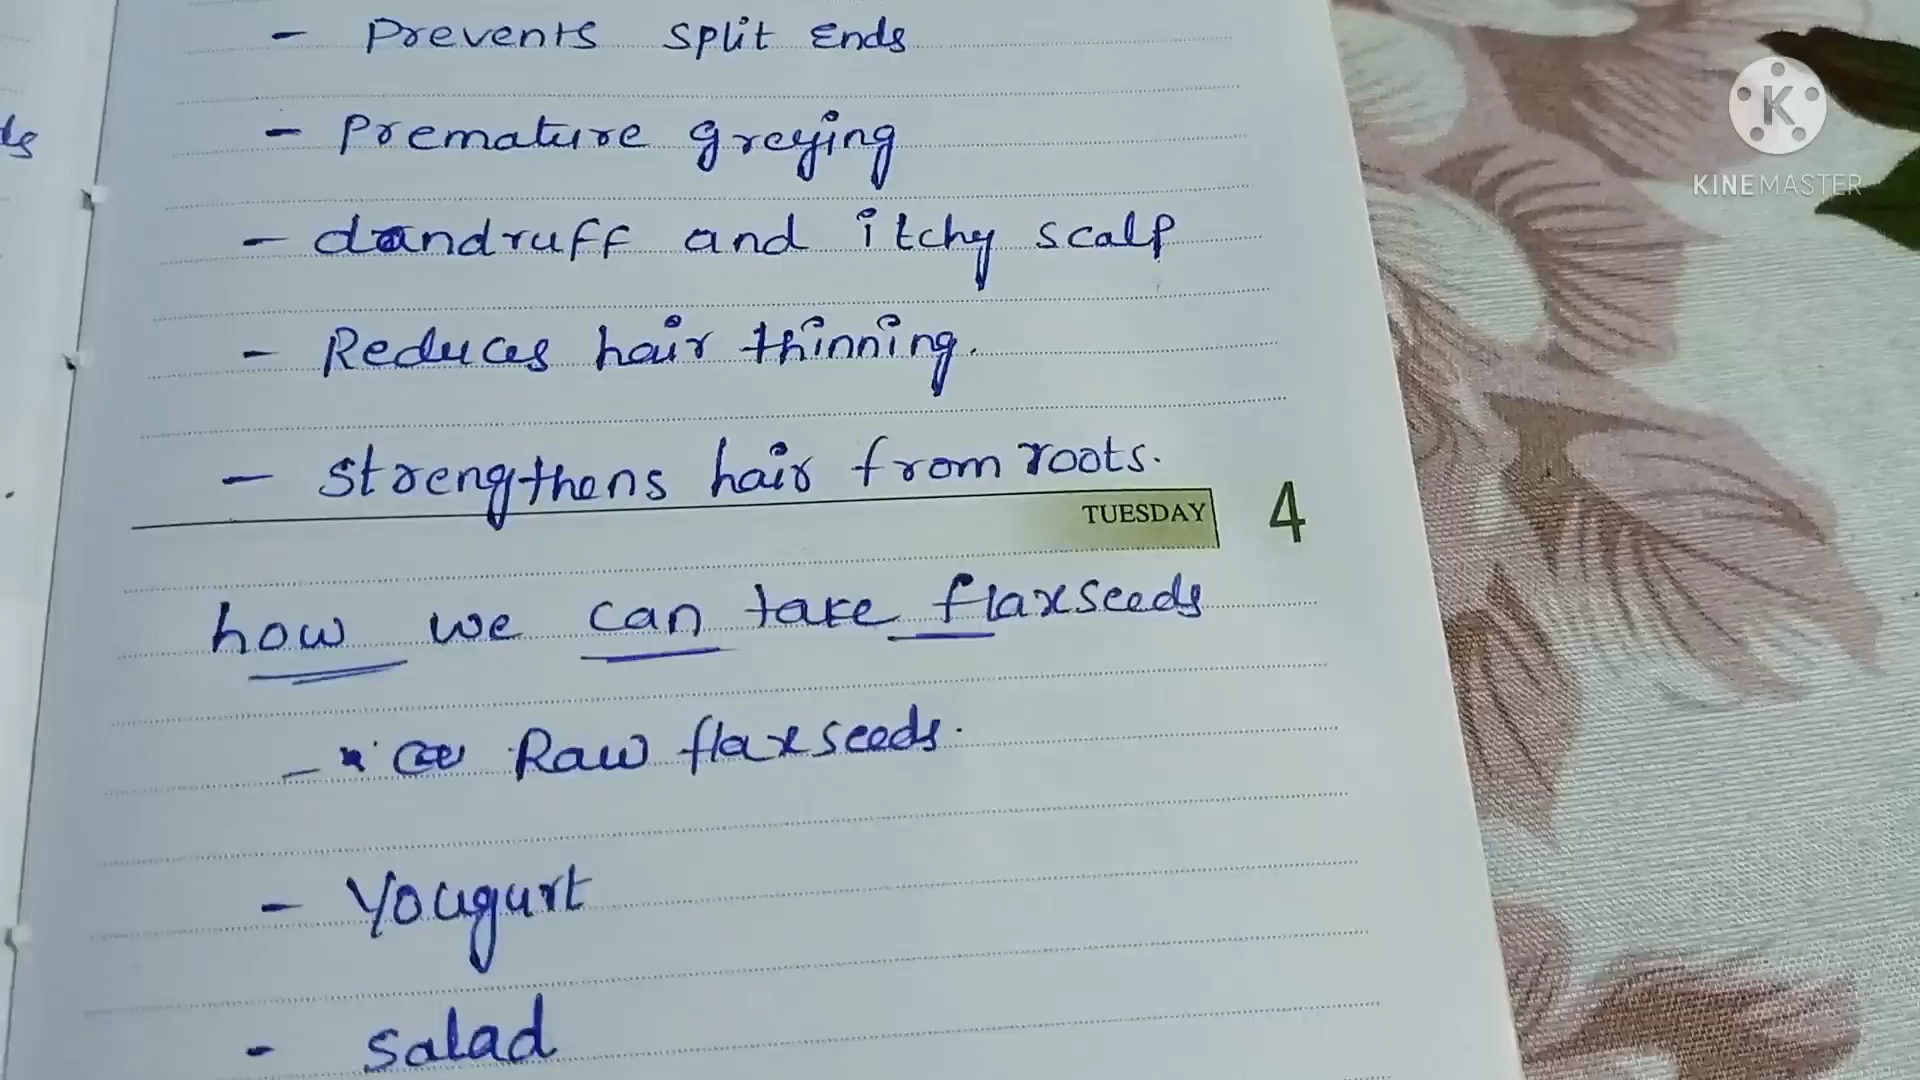 ds
- Prevents split Ends
- Premature greying
- dandruff and itchy scalp
- Reduces hair thinning.
- Strengthens hair from roots.
TUESDAY 4
how we can take flaxseeds
- Raw flaxseeds.
- Yougurt
- Salad
K
KINEMASTER